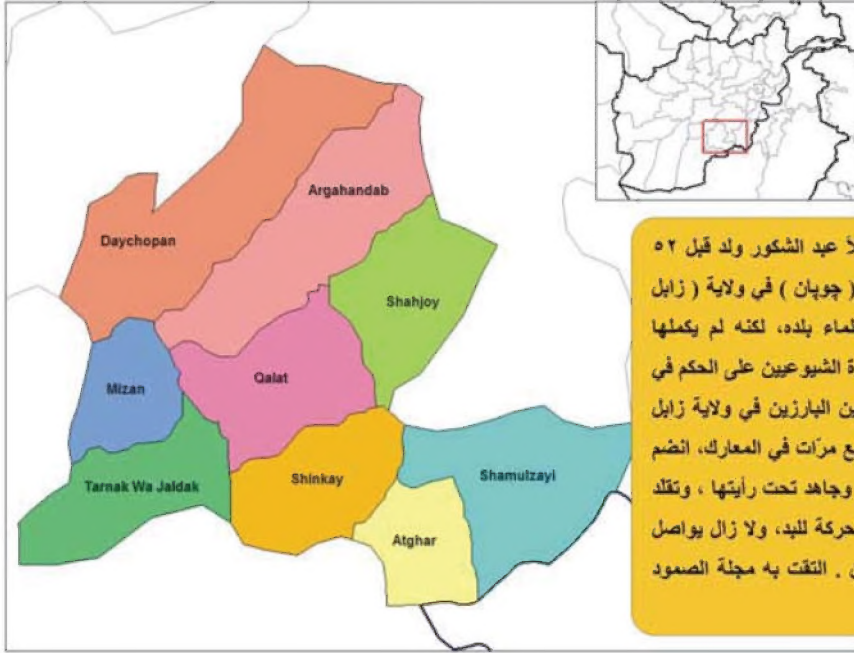 Daychopan
Argahandab
Shahjoy
Mizan
Qalat
Tarnak Wa Jaldak
Shinkay
Shamulzayi
Atghar
عبد الشكور ولد قبل ٥٢
( چوپان ) في ولاية ( زابل
لماء بلده، لكنه لم يكملها
ة الشيوعيين على الحكم في
ين البارزين في ولاية زابل
ع مرّات في المعارك، انضم
وجاهد تحت رأيتها ، وتقلد
حركة للبد، ولا زال يواصل
. التقت به مجلة الصمود